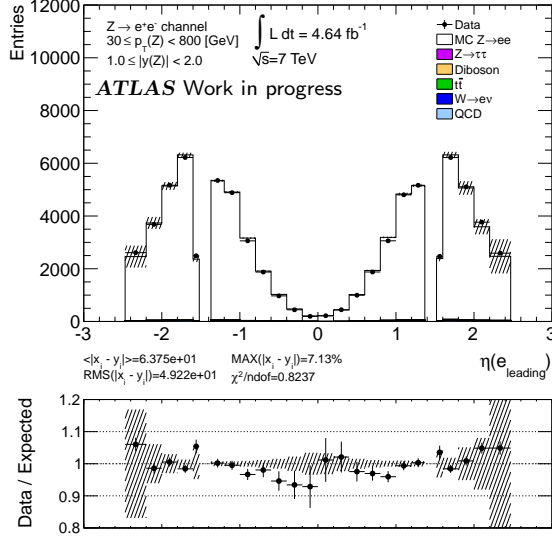 Entries
12000
10000
8000
6000
4000
2000
0
Z→ e⁺e⁻ channel
30≤ p_T(Z) < 800 [GeV]
1.0 ≤ |y(Z)| < 2.0
∫ L dt = 4.64 fb⁻¹
√s=7 TeV
ATLAS Work in progress
Data
MC Z→ee
Z→ττ
Diboson
tt̄
W→eν
QCD
-3 -2 -1 0 1 2 3
η(e_leading)
<|x_i - y_i|>=6.375e+01 MAX(|x_i - y_i|)=7.13%
RMS(|x_i - y_i|)=4.922e+01 χ²/ndof=0.8237
Data / Expected
1.2
1.1
1
0.9
0.8